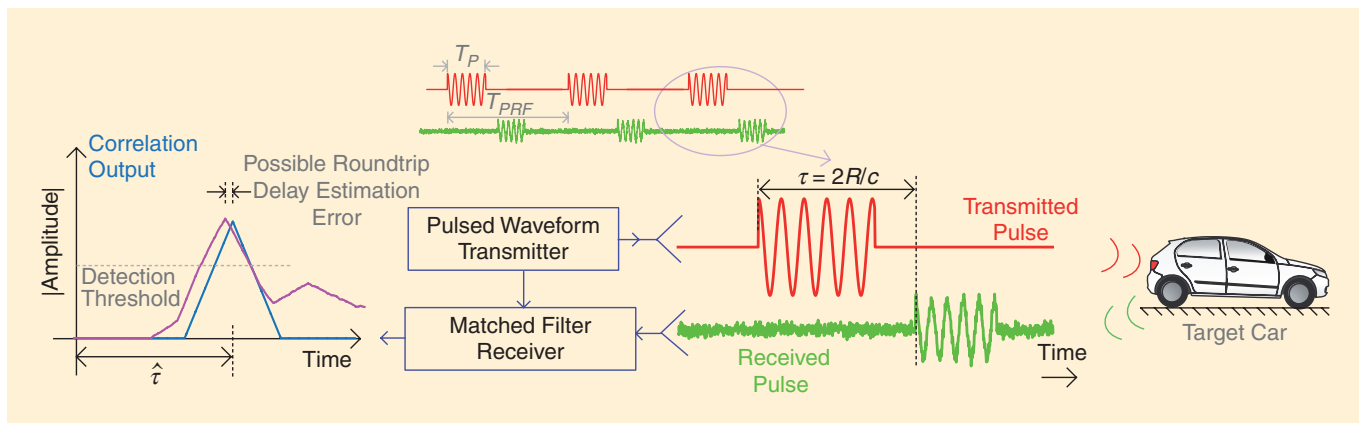 T_P
T_PRF
Correlation
Output
Possible Roundtrip
Delay Estimation
Error
|Amplitude|
Detection
Threshold
Time
τ̂
Pulsed Waveform
Transmitter
Matched Filter
Receiver
τ = 2R/c
Transmitted
Pulse
Received
Pulse
Time
Target Car